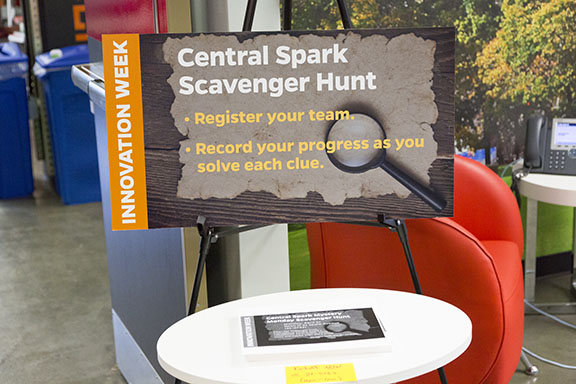 INNOVATION WEEK
Central Spark
Scavenger Hunt
• Register your team.
• Record your progress as you
solve each clue.
Central Spark Mystery
Monday Scavenger Hunt